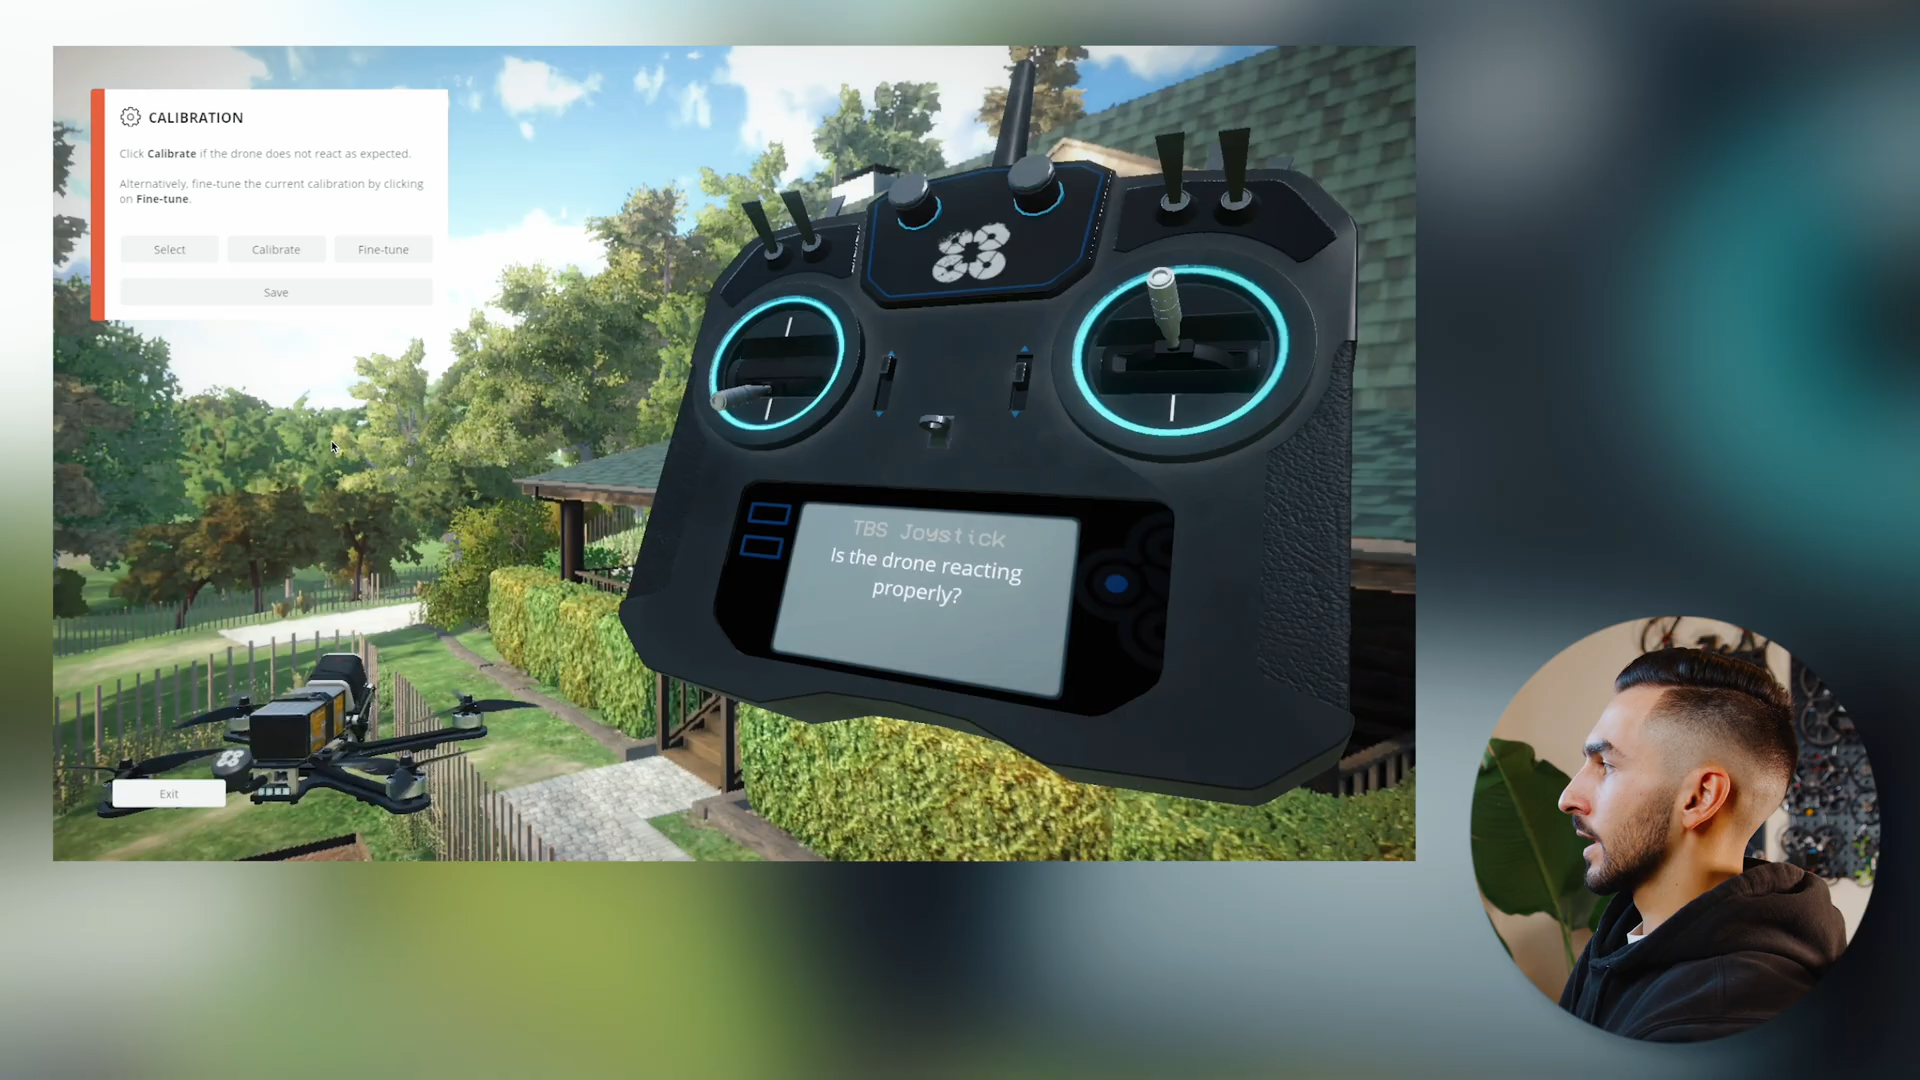 CALIBRATION
Click Calibrate if the drone does not react as expected.
Alternatively, fine-tune the current calibration by clicking
on Fine-tune.
Select
Calibrate
Fine-tune
Save
TBS Joystick
Is the drone reacting
properly?
Exit